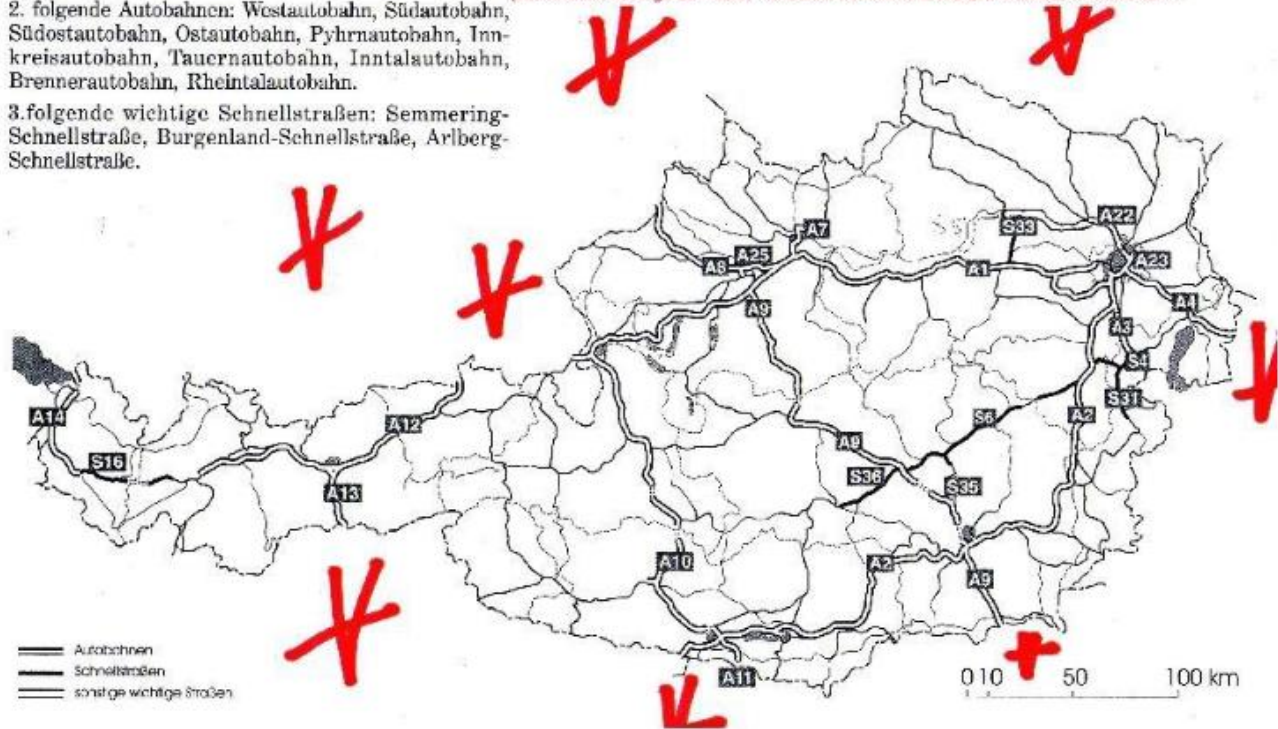 2. folgende Autobahnen: Westautobahn, Südautobahn,
Südostautobahn, Ostautobahn, Pyhrnautobahn, Inn-
kreisautobahn, Tauernautobahn, Inntalautobahn,
Brennerautobahn, Rheintalautobahn.
3.folgende wichtige Schnellstraßen: Semmering-
Schnellstraße, Burgenland-Schnellstraße, Arlberg-
Schnellstraße.
A7
S33
A22
A25
A8
A1
A23
A9
A4
A3
S4
A14
A12
S31
A2
S6
A9
S16
S36
S35
A13
A10
A2
A9
A11
Autobahnen
Schnellstraßen
sonstige wichtige Straßen
0 10 50 100 km